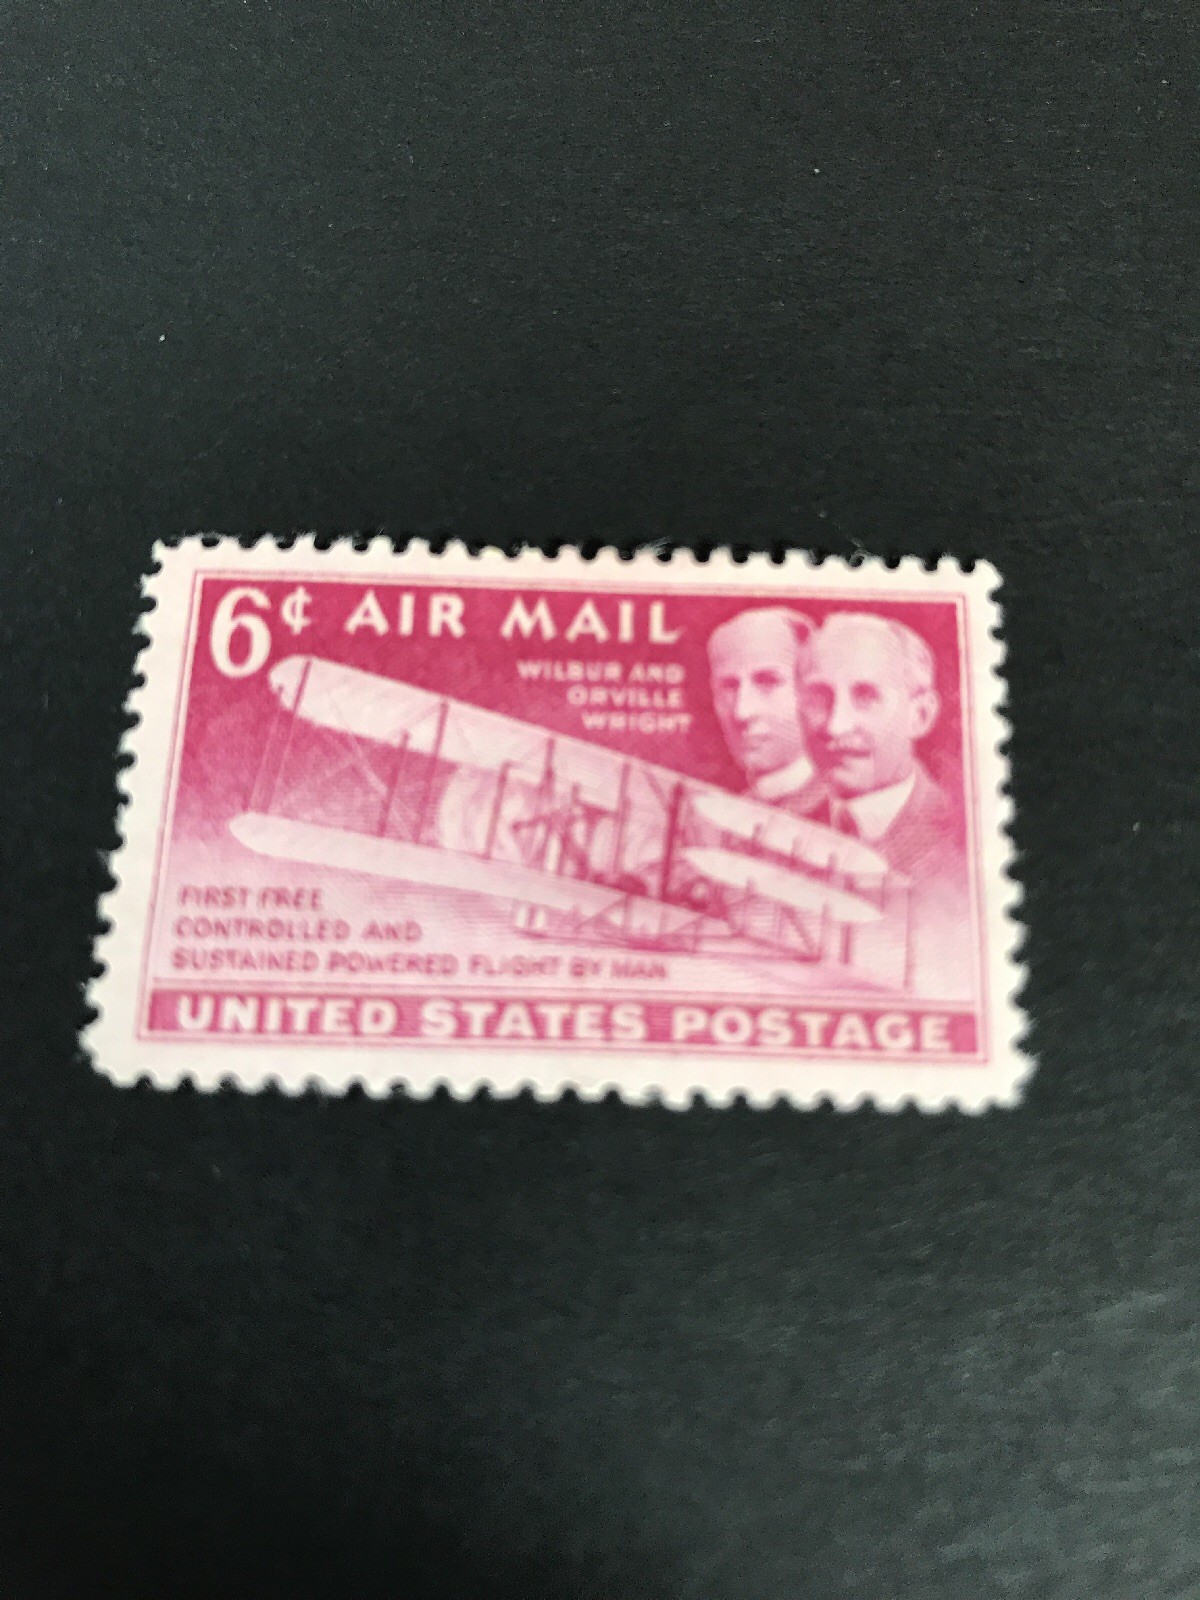 6¢ AIR MAIL
WILBUR AND
ORVILLE
WRIGHT
FIRST FREE
CONTROLLED AND
SUSTAINED POWERED FLIGHT BY MAN
UNITED STATES POSTAGE